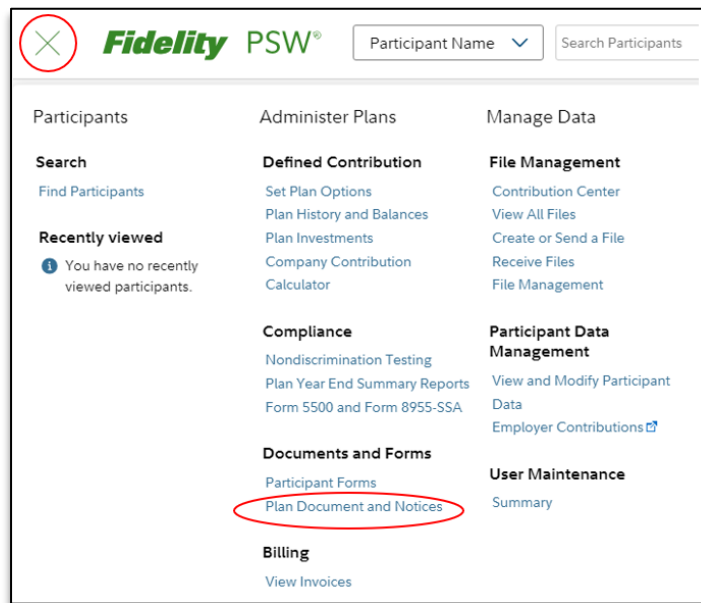 Fidelity PSW®
Participant Name
Search Participants
Participants
Search
Find Participants
Recently viewed
You have no recently
viewed participants.
Administer Plans
Defined Contribution
Set Plan Options
Plan History and Balances
Plan Investments
Company Contribution
Calculator
Compliance
Nondiscrimination Testing
Plan Year End Summary Reports
Form 5500 and Form 8955-SSA
Documents and Forms
Participant Forms
Plan Document and Notices
Billing
View Invoices
Manage Data
File Management
Contribution Center
View All Files
Create or Send a File
Receive Files
File Management
Participant Data
Management
View and Modify Participant
Data
Employer Contributions
User Maintenance
Summary